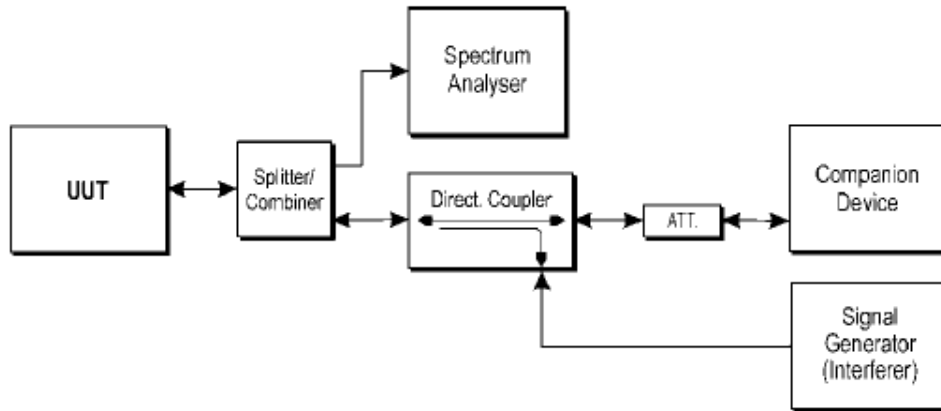 Spectrum
Analyser
UUT
Splitter/
Combiner
Direct. Coupler
ATT.
Companion
Device
Signal
Generator
(Interferer)